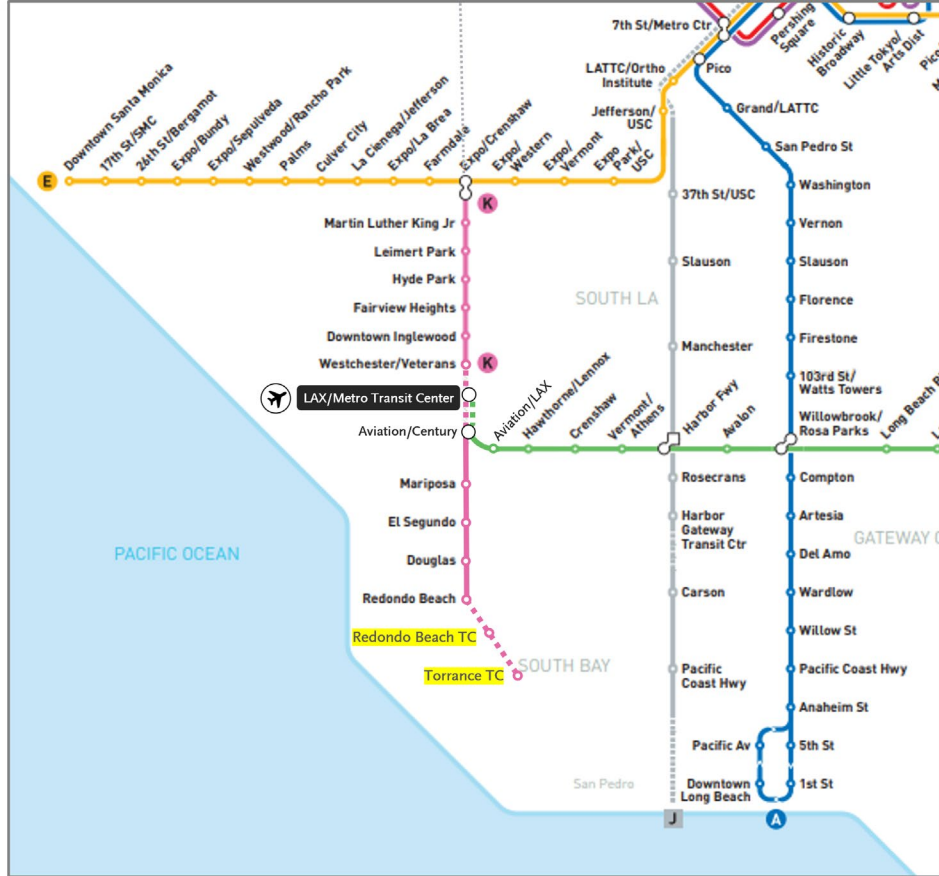 7th St/Metro Ctr
Pershing
Square
Historic
Broadway
Little Tokyo/
Arts Dist
Pico
LATTC/Ortho
Institute
Pico
Jefferson/
USC
Grand/LATTC
San Pedro St
E
Downtown Santa Monica
17th St/SMC
26th St/Bergamot
Expo/Bundy
Expo/Sepulveda
Westwood/Rancho Park
Palms
Culver City
La Cienega/Jefferson
Expo/La Brea
Farmdale
Expo/Crenshaw
Expo/
Western
Expo/
Vermont
Expo
Park/
USC
Washington
K
37th St/USC
Martin Luther King Jr
Vernon
Leimert Park
Slauson
Slauson
Hyde Park
SOUTH LA
Florence
Fairview Heights
Downtown Inglewood
Firestone
Manchester
Westchester/Veterans
K
103rd St/
Watts Towers
LAX/Metro Transit Center
Aviation/Century
Aviation/LAX
Hawthorne/Lennox
Crenshaw
Vermont/
Athens
Harbor Fwy
Avalon
Willowbrook/
Rosa Parks
Long Beach
Mariposa
Rosecrans
Compton
El Segundo
Harbor
Gateway
Transit Ctr
Artesia
GATEWAY
PACIFIC OCEAN
Douglas
Del Amo
Redondo Beach
Carson
Wardlow
Redondo Beach TC
Willow St
SOUTH BAY
Torrance TC
Pacific
Coast Hwy
Pacific Coast Hwy
Anaheim St
Pacific Av
5th St
San Pedro
Downtown
Long Beach
1st St
J
A